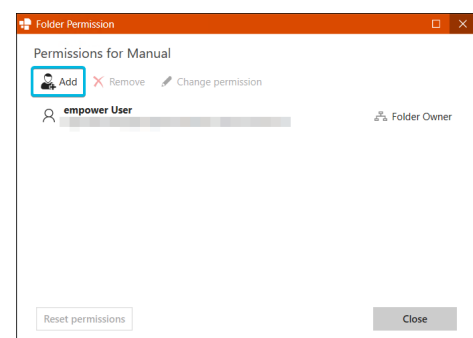 Folder Permission
Permissions for Manual
Add Remove Change permission
empower User
Folder Owner
Reset permissions Close